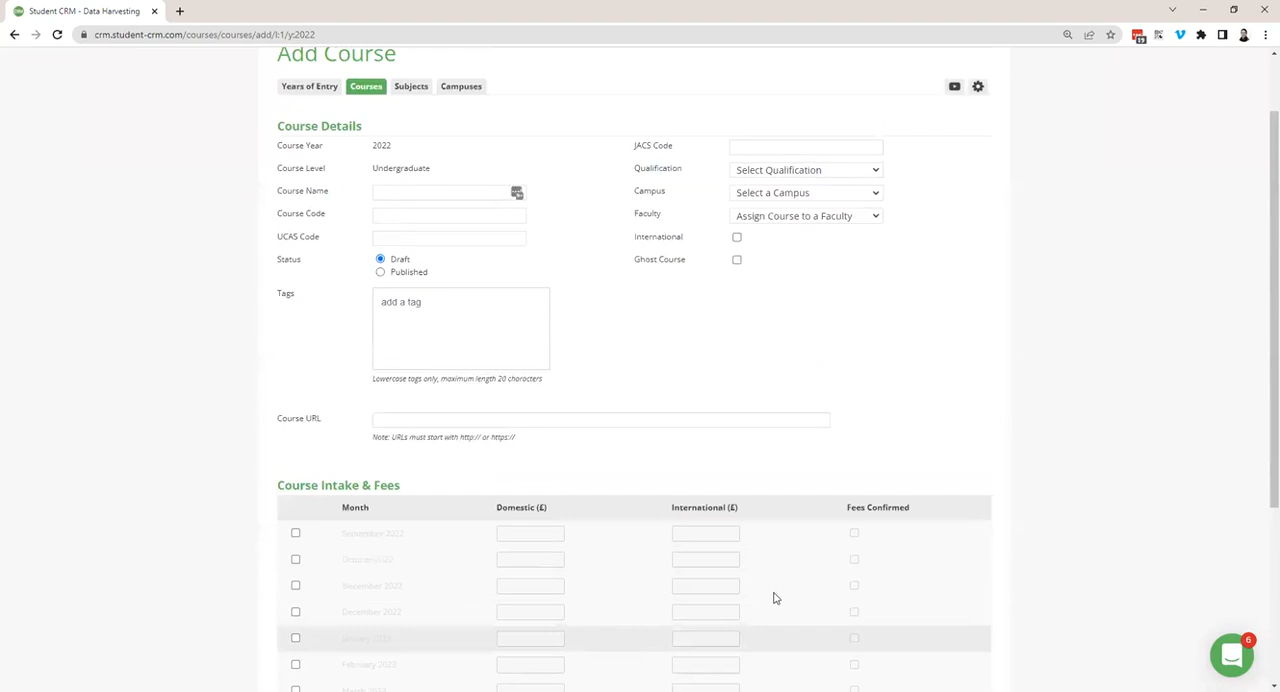 Student CRM - Data Harvesting
crm.student-crm.com/courses/courses/add/l:1/y:2022
19
Add Course
Years of Entry
Courses
Subjects
Campuses
Course Details
Course Year
2022
JACS Code
Course Level
Undergraduate
Qualification
Select Qualification
Course Name
Campus
Select a Campus
Course Code
Faculty
Assign Course to a Faculty
UCAS Code
International
Status
Draft
Ghost Course
Published
Tags
add a tag
Lowercase tags only, maximum length 20 characters
Course URL
Note: URLs must start with http:// or https://
Course Intake & Fees
Month
Domestic (£)
International (£)
Fees Confirmed
September 2022
October 2022
November 2022
December 2022
January 2023
February 2023
6